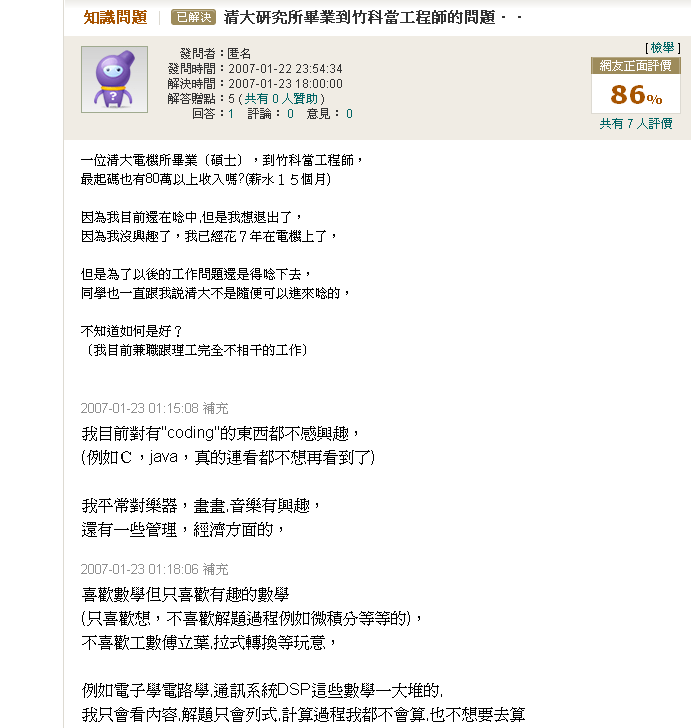 知識問題 | 已解決 清大研究所畢業到竹科當工程師的問題‧‧
[ 檢舉 ]
發問者：匿名
網友正面評價
發問時間：2007-01-22 23:54:34
解決時間：2007-01-23 18:00:00
86%
解答贈點：5 ( 共有 0 人贊助 )
回答：1 評論：0 意見：0
共有 7 人評價
一位清大電機所畢業〔碩士〕，到竹科當工程師，
最起碼也有80萬以上收入嗎?(薪水１５個月)
因為我目前還在唸中,但是我想退出了，
因為我沒興趣了，我已經花７年在電機上了，
但是為了以後的工作問題還是得唸下去，
同學也一直跟我說清大不是隨便可以進來唸的，
不知道如何是好？
〔我目前兼職跟理工完全不相干的工作〕
2007-01-23 01:15:08 補充
我目前對有"coding"的東西都不感興趣，
(例如Ｃ，java，真的連看都不想再看到了)
我平常對樂器，畫畫,音樂有興趣，
還有一些管理，經濟方面的，
2007-01-23 01:18:06 補充
喜歡數學但只喜歡有趣的數學
(只喜歡想，不喜歡解題過程例如微積分等等的)，
不喜歡工數傅立葉,拉式轉換等玩意，
例如電子學電路學,通訊系統DSP這些數學一大堆的,
我只會看內容,解題只會列式,計算過程我都不會算,也不想要去算